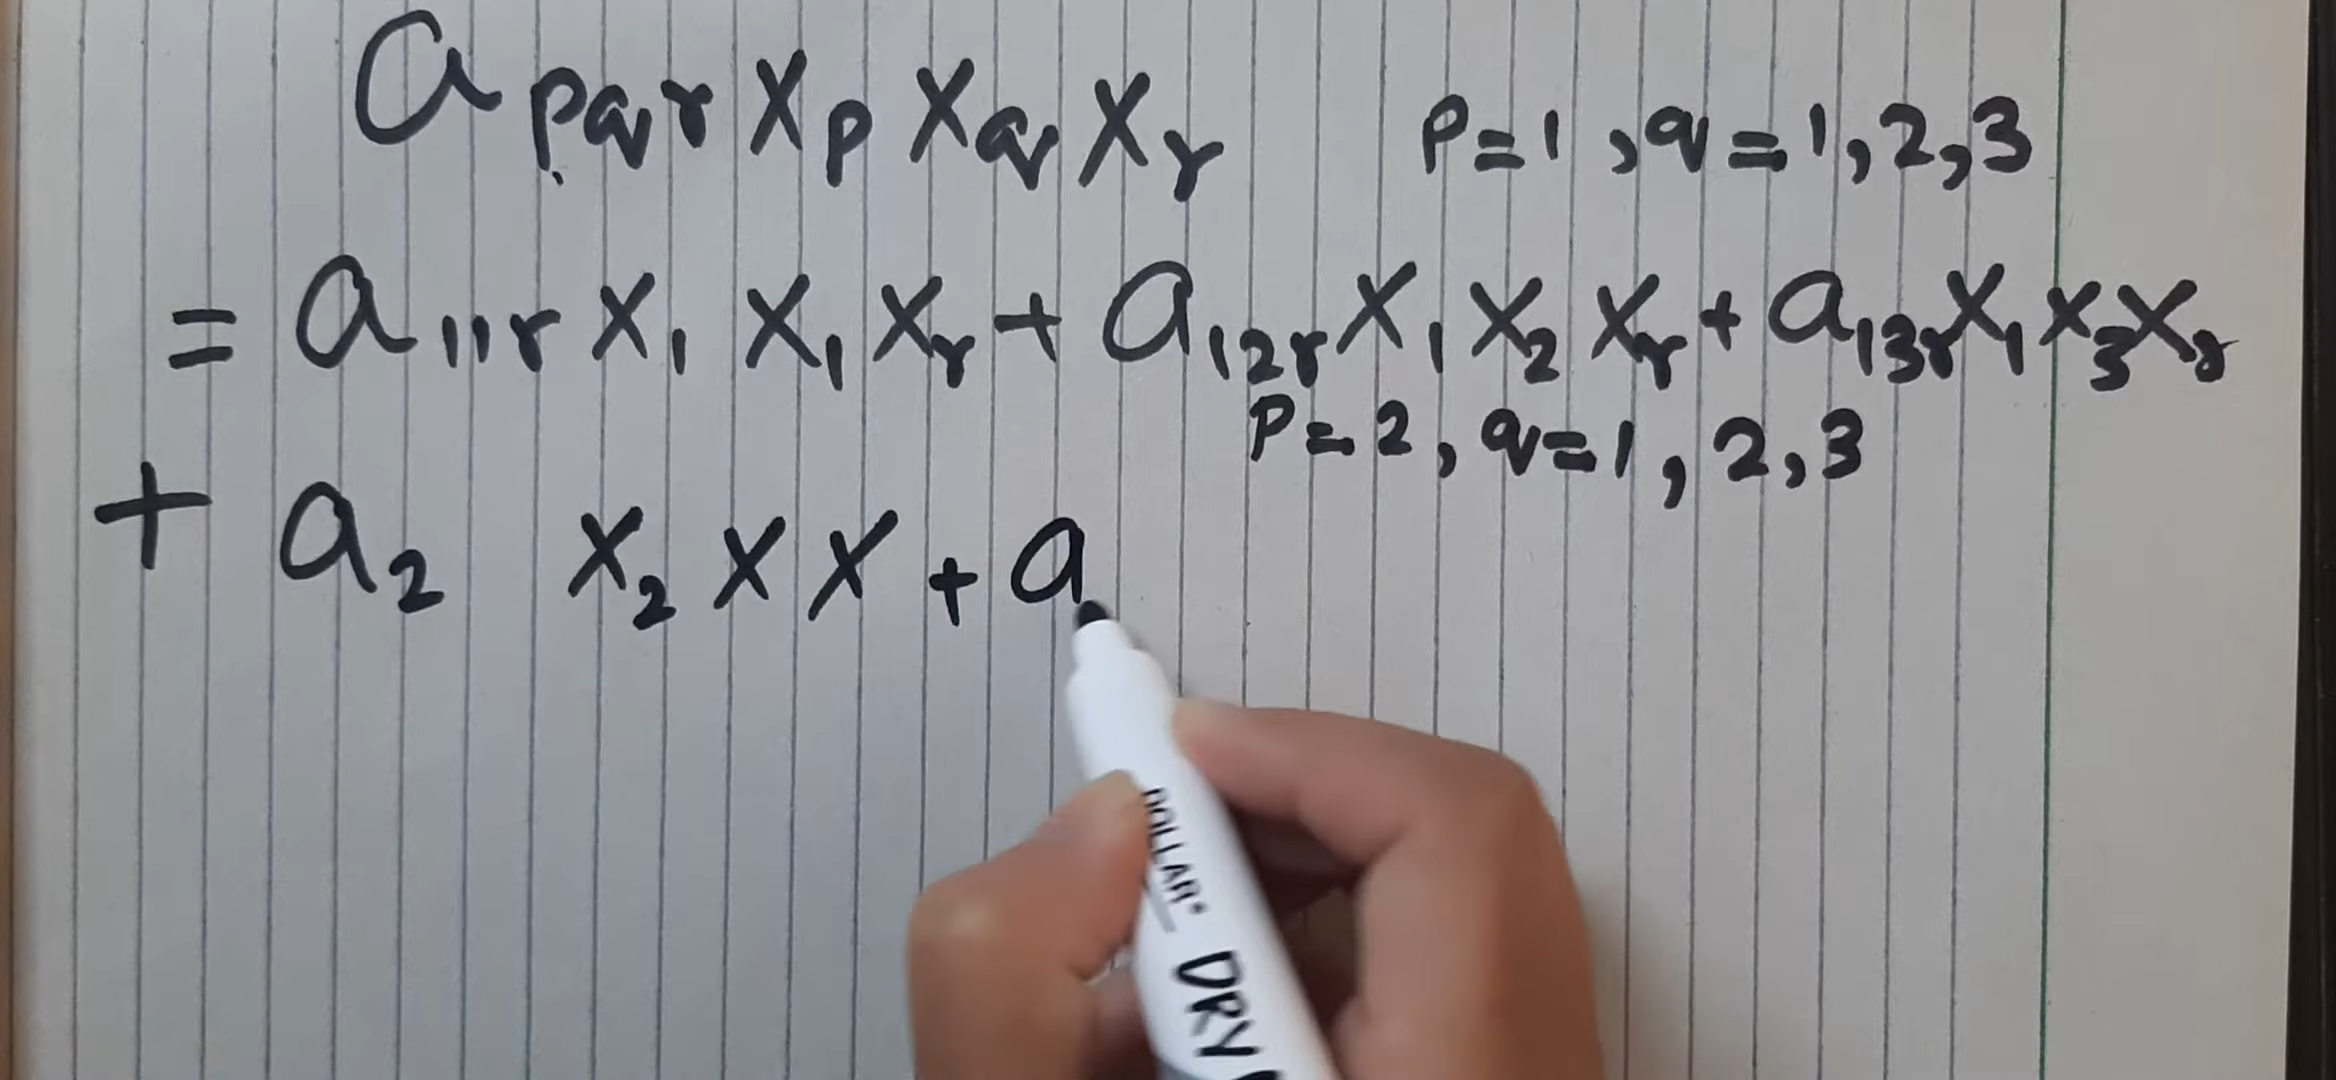 a_pqr x_p x_q x_r p=1, q=1,2,3
= a_11r x_1 x_1 x_r + a_12r x_1 x_2 x_r + a_13r x_1 x_3 x_r
p=2, q=1,2,3
+ a_2 x_2 x x + a
DOLLAR DRY